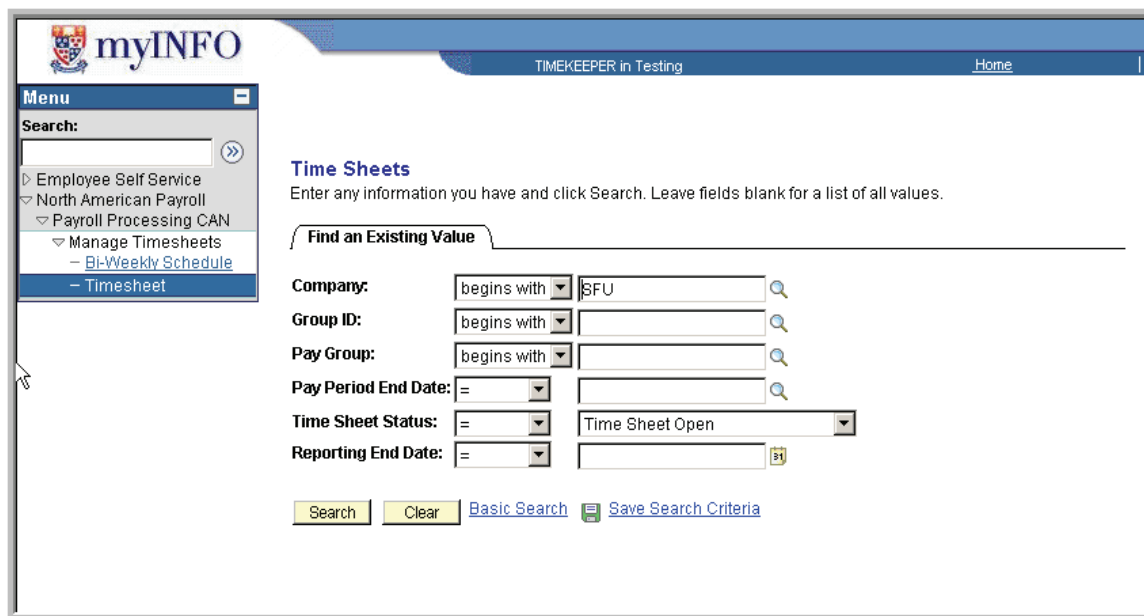 myINFO
TIMEKEEPER in Testing Home |
Menu
Search:
Employee Self Service
North American Payroll
Payroll Processing CAN
Manage Timesheets
– Bi-Weekly Schedule
– Timesheet
Time Sheets
Enter any information you have and click Search. Leave fields blank for a list of all values.
Find an Existing Value
Company: begins with SFU
Group ID: begins with
Pay Group: begins with
Pay Period End Date: =
Time Sheet Status: = Time Sheet Open
Reporting End Date: = 31
Search Clear Basic Search Save Search Criteria